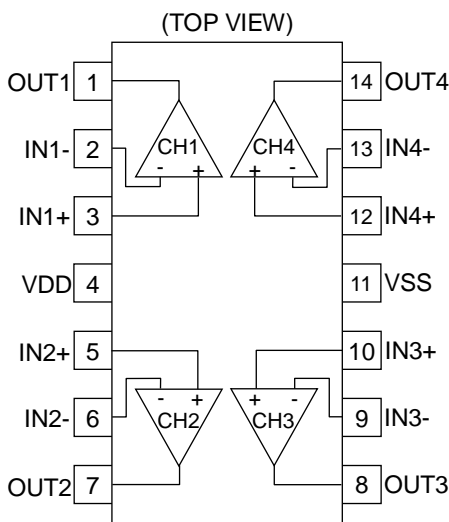 (TOP VIEW)
OUT1 1 14 OUT4
IN1- 2 CH1 CH4 13 IN4-
- + + -
IN1+ 3 12 IN4+
VDD 4 11 VSS
IN2+ 5 10 IN3+
- + + -
IN2- 6 CH2 CH3 9 IN3-
OUT2 7 8 OUT3